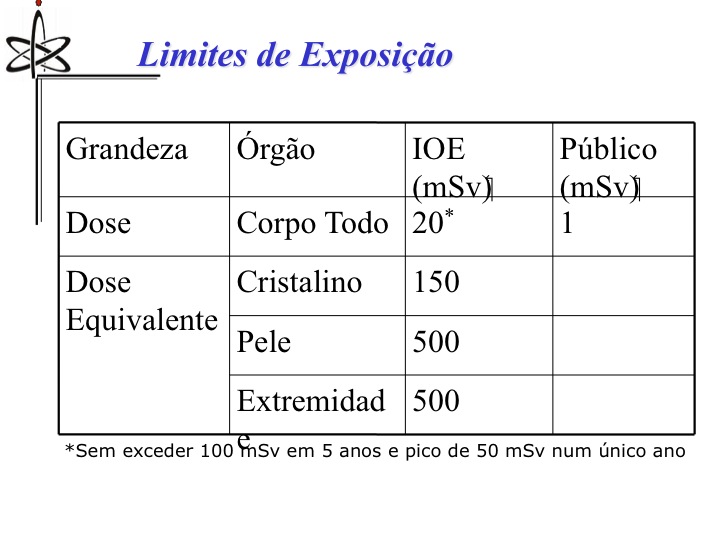 Limites de Exposição
Grandeza Órgão IOE (mSv) Público (mSv)
Dose Corpo Todo 20* 1
Dose Equivalente Cristalino 150
Pele 500
Extremidade 500
*Sem exceder 100 mSv em 5 anos e pico de 50 mSv num único ano